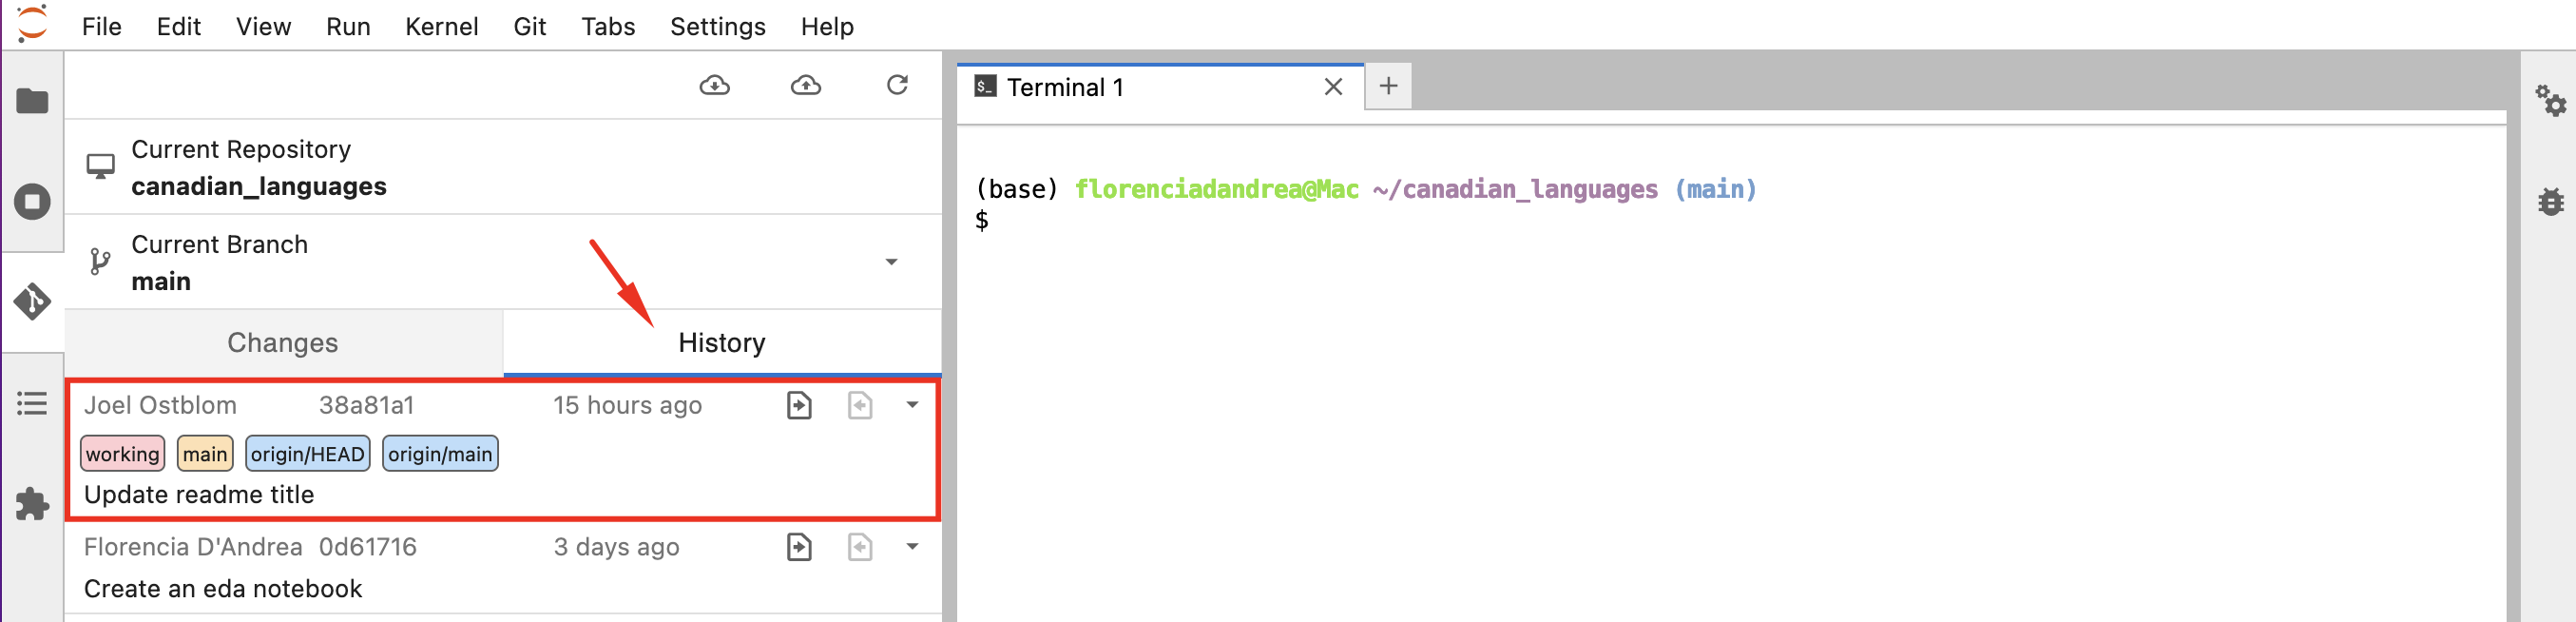 File Edit View Run Kernel Git Tabs Settings Help
Current Repository
canadian_languages
Current Branch
main
Changes History
Joel Ostblom 38a81a1 15 hours ago
working main origin/HEAD origin/main
Update readme title
Florencia D'Andrea 0d61716 3 days ago
Create an eda notebook
$_ Terminal 1
(base) florenciadandrea@Mac ~/canadian_languages (main)
$